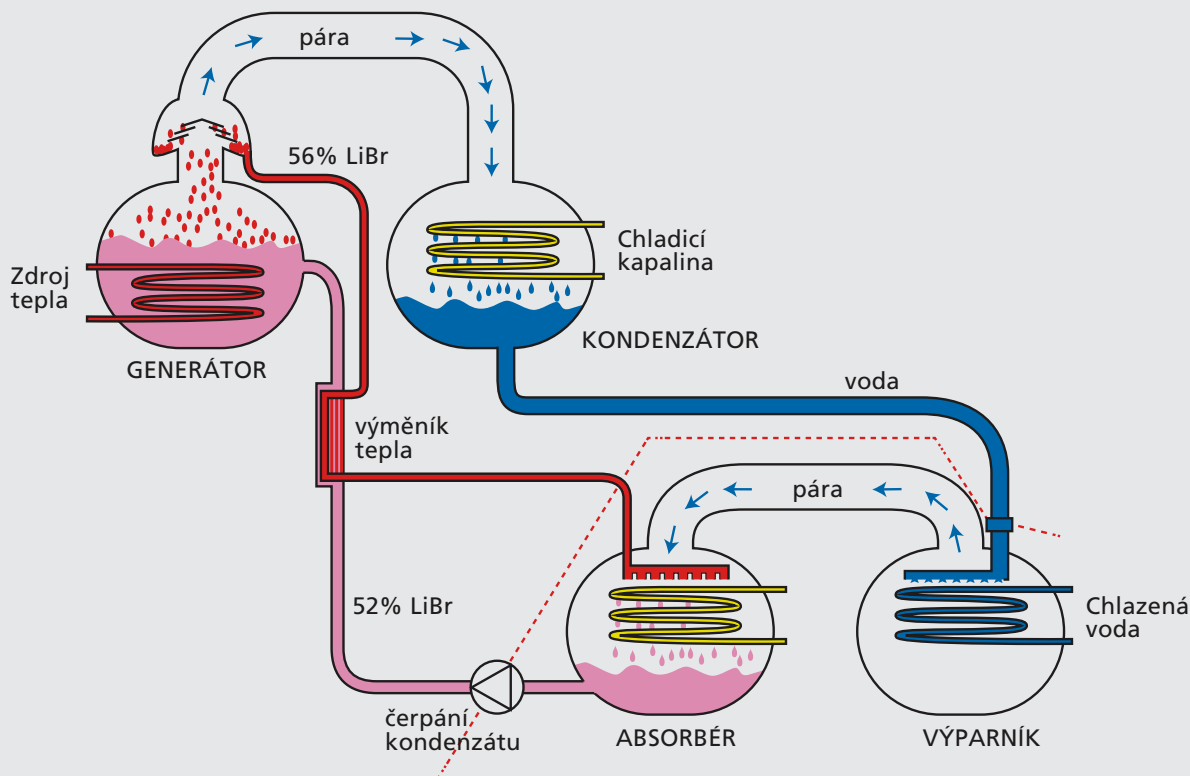 pára
56% LiBr
Zdroj
tepla
Chladicí
kapalina
GENERÁTOR
KONDENZÁTOR
voda
výměník
tepla
pára
52% LiBr
Chlazená
voda
čerpání
kondenzátu
ABSORBÉR
VÝPARNÍK